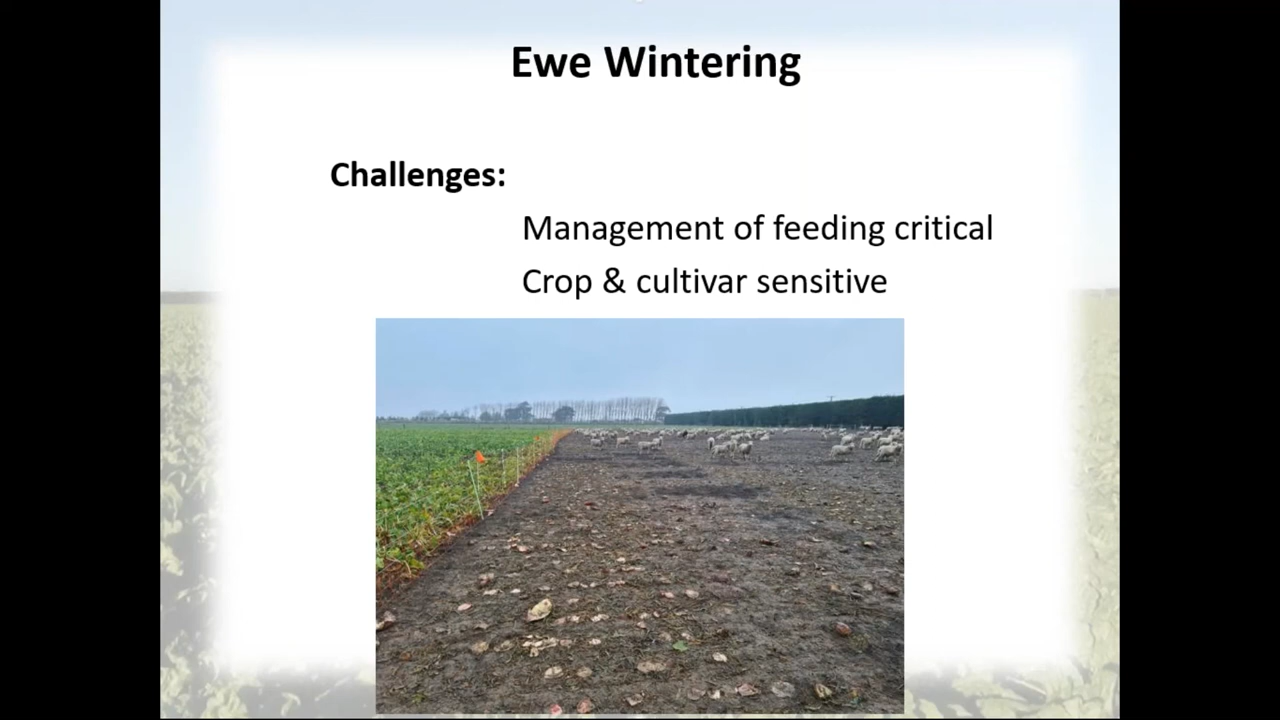 Ewe Wintering
Challenges:
Management of feeding critical
Crop & cultivar sensitive